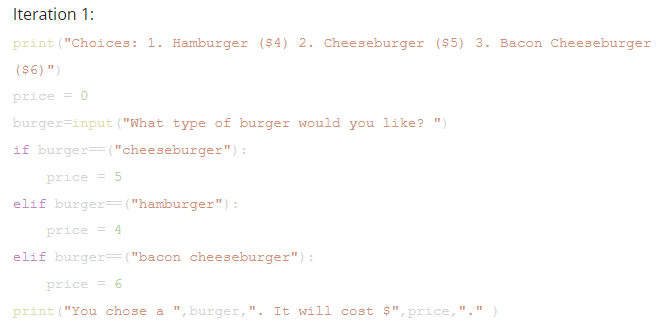 Iteration 1:
print("Choices: 1. Hamburger ($4) 2. Cheeseburger ($5) 3. Bacon Cheeseburger
($6)")
price = 0
burger=input("What type of burger would you like? ")
if burger==("cheeseburger"):
    price = 5
elif burger==("hamburger"):
    price = 4
elif burger==("bacon cheeseburger"):
    price = 6
print("You chose a ",burger,". It will cost $",price,"." )